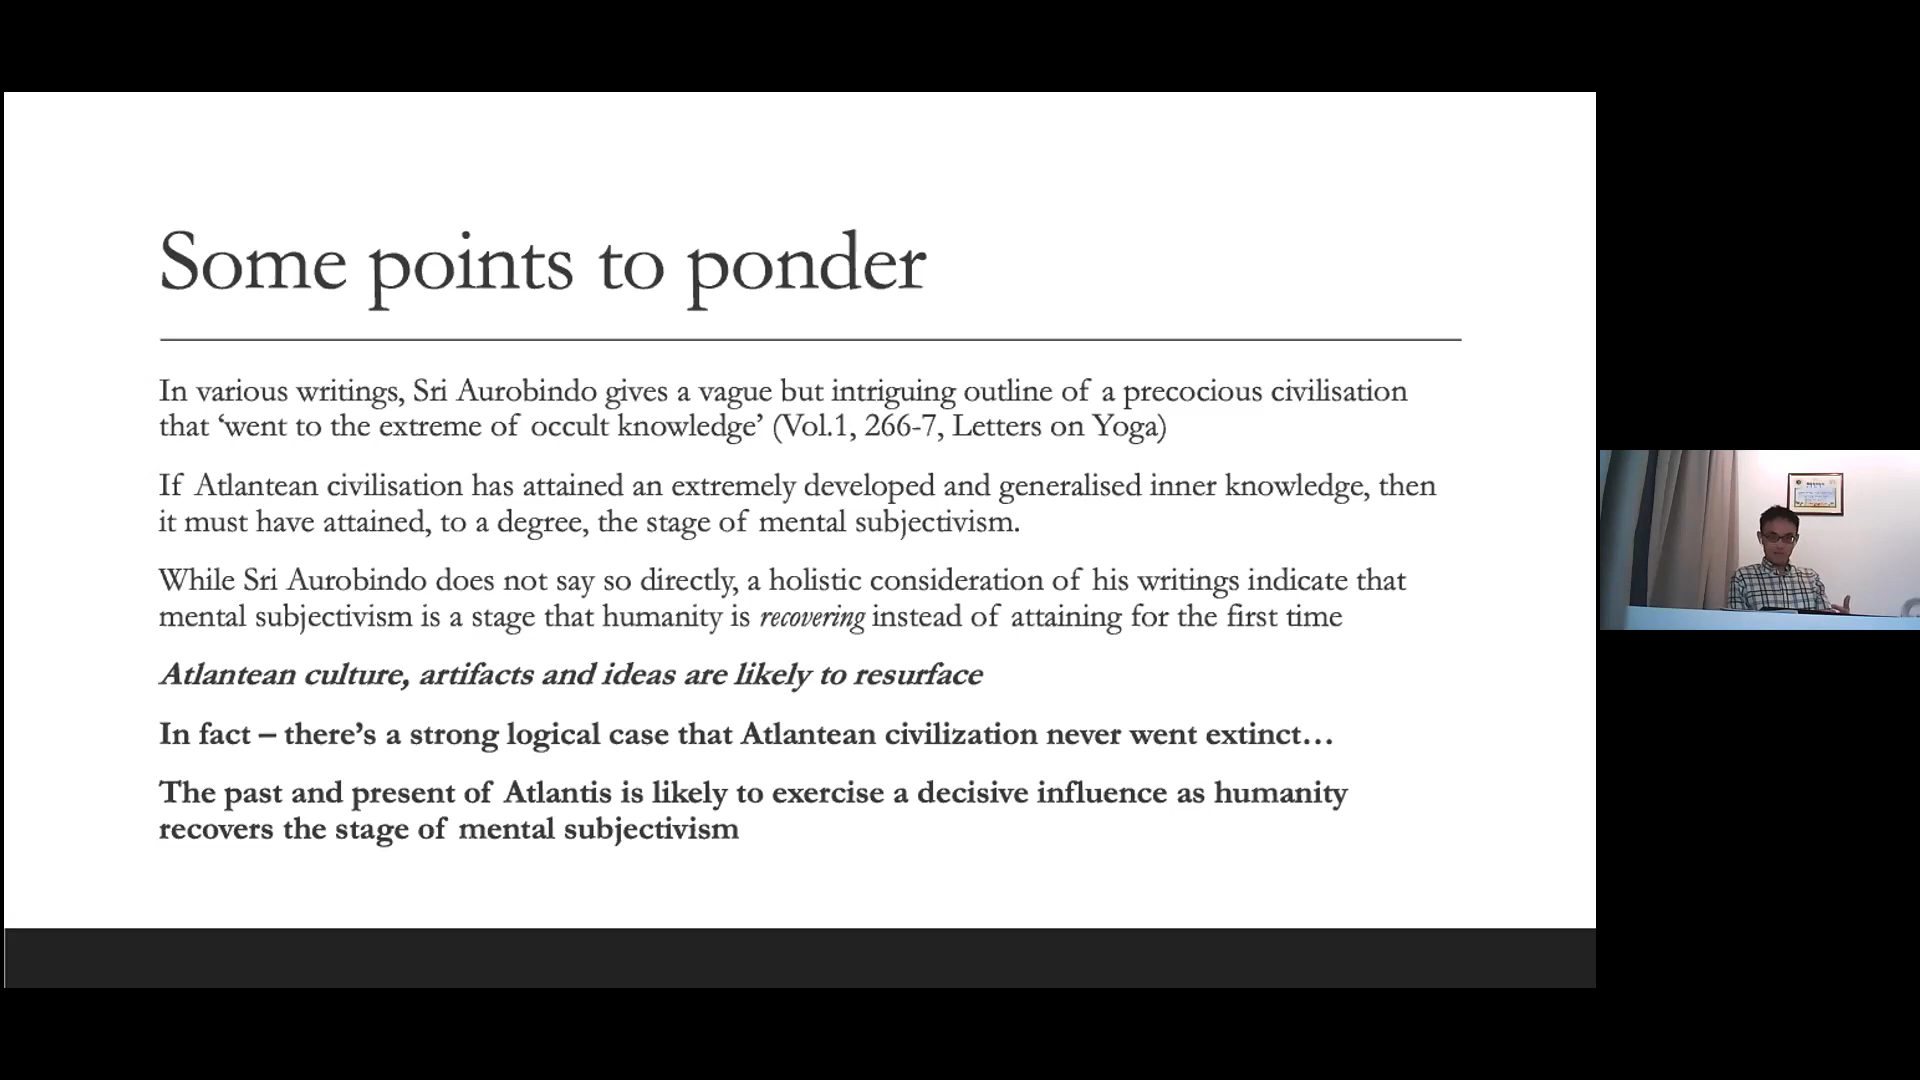 Some points to ponder
In various writings, Sri Aurobindo gives a vague but intriguing outline of a precocious civilisation
that ‘went to the extreme of occult knowledge’ (Vol.1, 266-7, Letters on Yoga)
If Atlantean civilisation has attained an extremely developed and generalised inner knowledge, then
it must have attained, to a degree, the stage of mental subjectivism.
While Sri Aurobindo does not say so directly, a holistic consideration of his writings indicate that
mental subjectivism is a stage that humanity is recovering instead of attaining for the first time
Atlantean culture, artifacts and ideas are likely to resurface
In fact – there’s a strong logical case that Atlantean civilization never went extinct…
The past and present of Atlantis is likely to exercise a decisive influence as humanity
recovers the stage of mental subjectivism